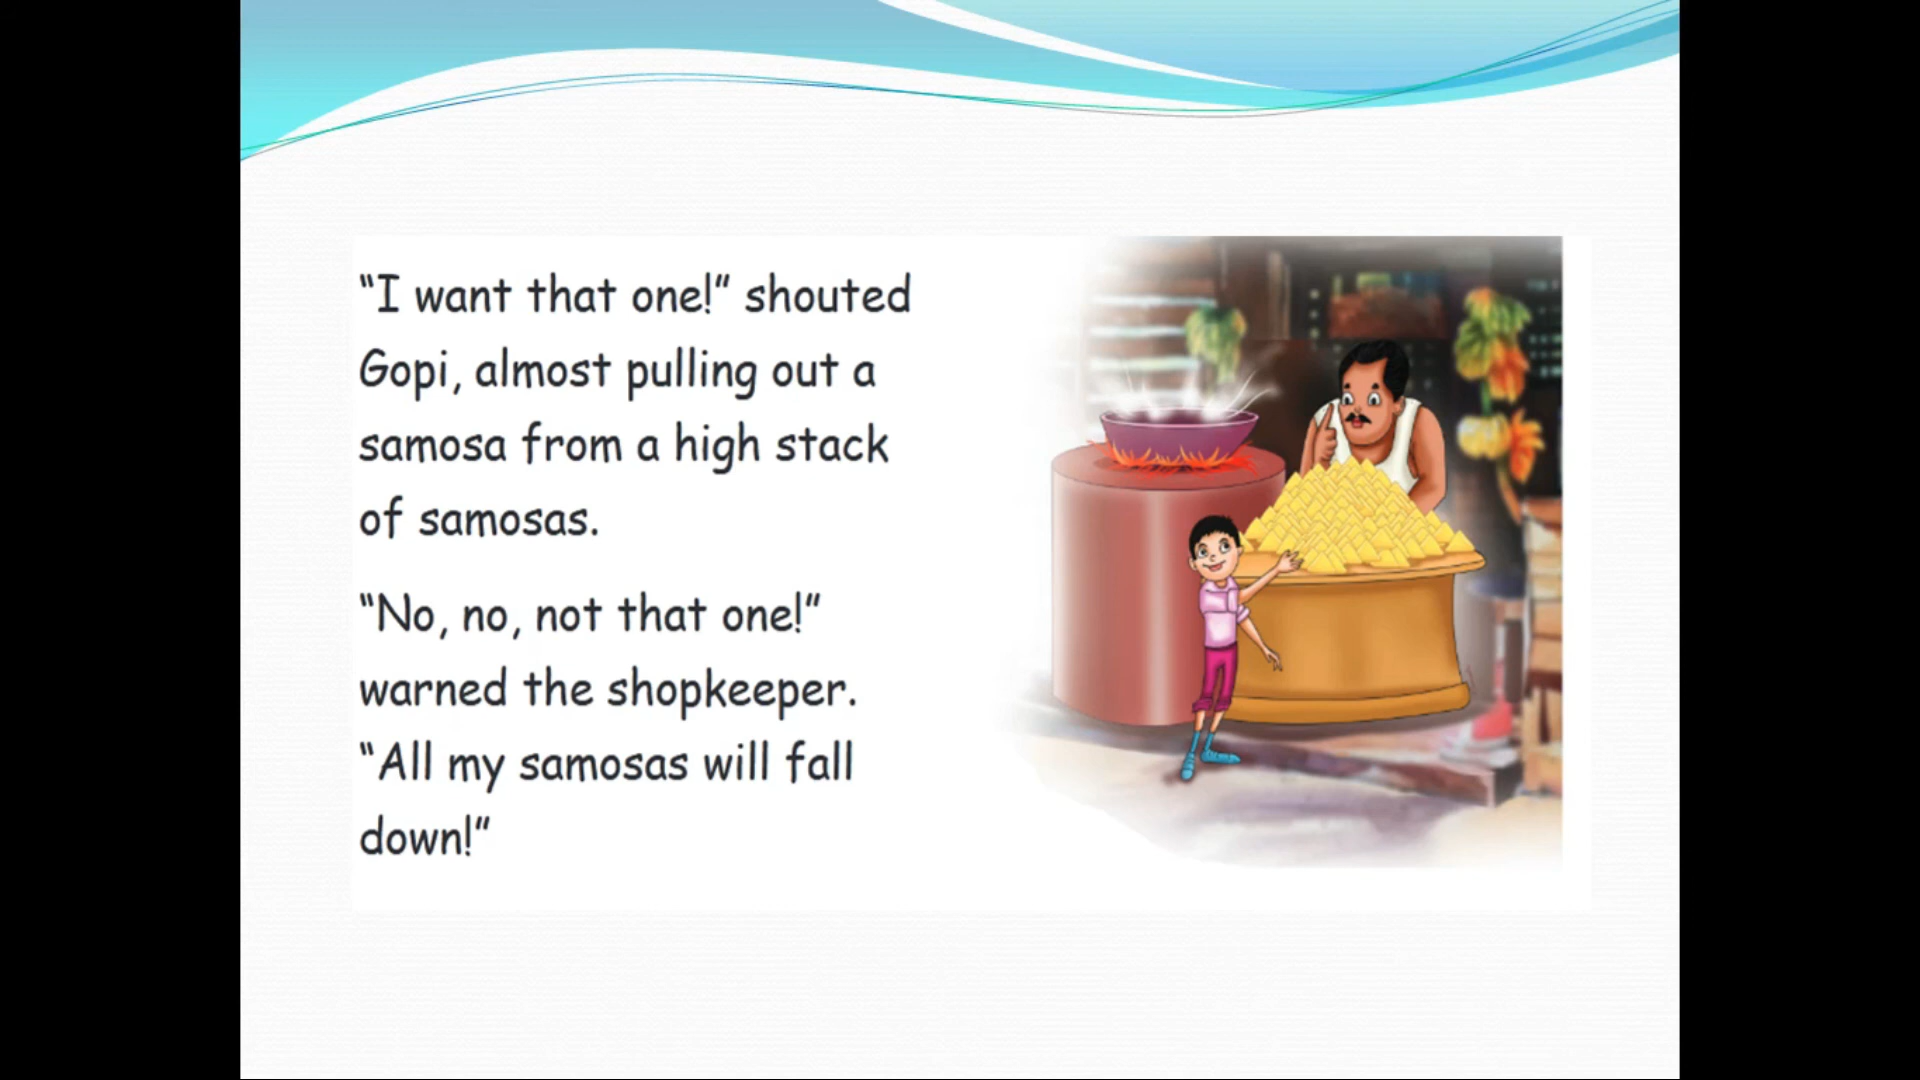 “I want that one!” shouted
Gopi, almost pulling out a
samosa from a high stack
of samosas.
“No, no, not that one!”
warned the shopkeeper.
“All my samosas will fall
down!”